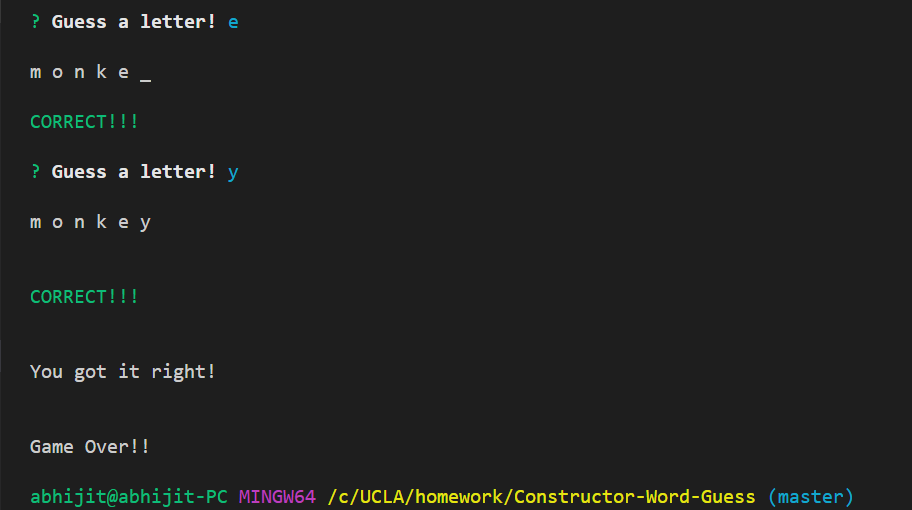 ? Guess a letter! e
m o n k e _
CORRECT!!!
? Guess a letter! y
m o n k e y
CORRECT!!!
You got it right!
Game Over!!
abhijit@abhijit-PC MINGW64 /c/UCLA/homework/Constructor-Word-Guess (master)